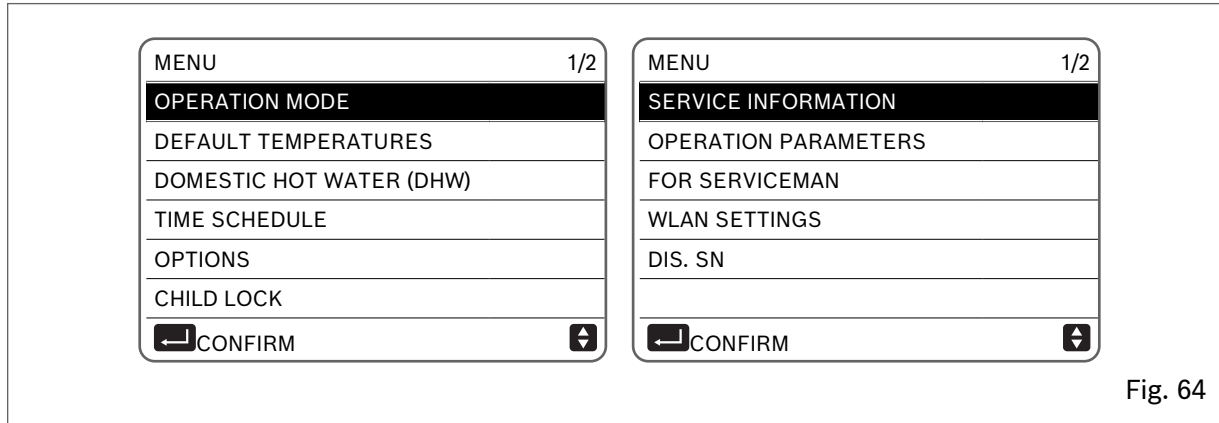 MENU 1/2
OPERATION MODE
DEFAULT TEMPERATURES
DOMESTIC HOT WATER (DHW)
TIME SCHEDULE
OPTIONS
CHILD LOCK
CONFIRM
MENU 1/2
SERVICE INFORMATION
OPERATION PARAMETERS
FOR SERVICEMAN
WLAN SETTINGS
DIS. SN
CONFIRM
Fig. 64